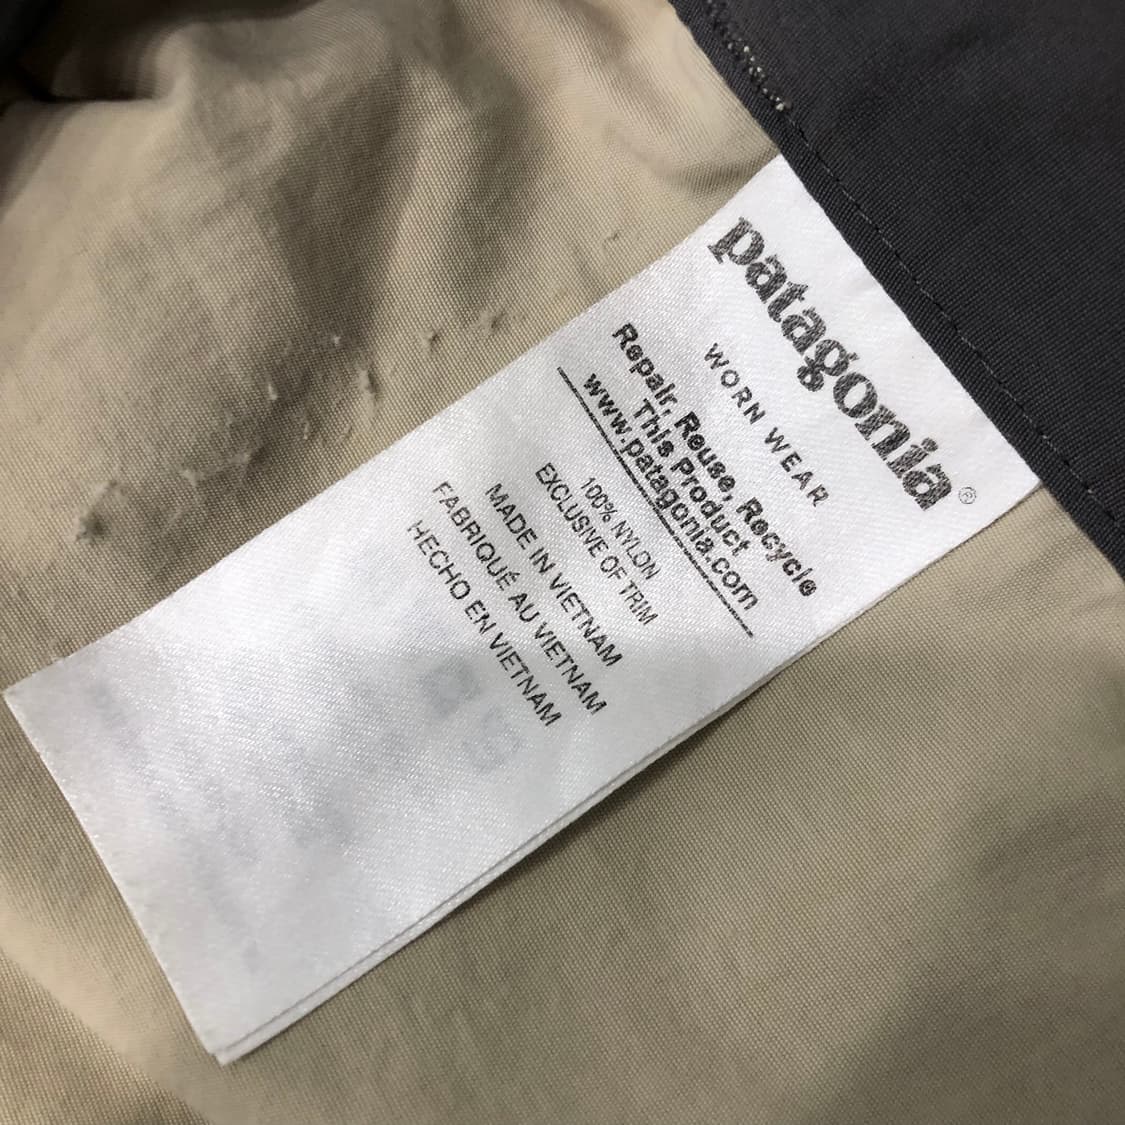 patagonia®
WORN WEAR
Repair, Reuse, Recycle
This Product
www.patagonia.com
100% NYLON
EXCLUSIVE OF TRIM
MADE IN VIETNAM
FABRIQUÉ AU VIETNAM
HECHO EN VIETNAM